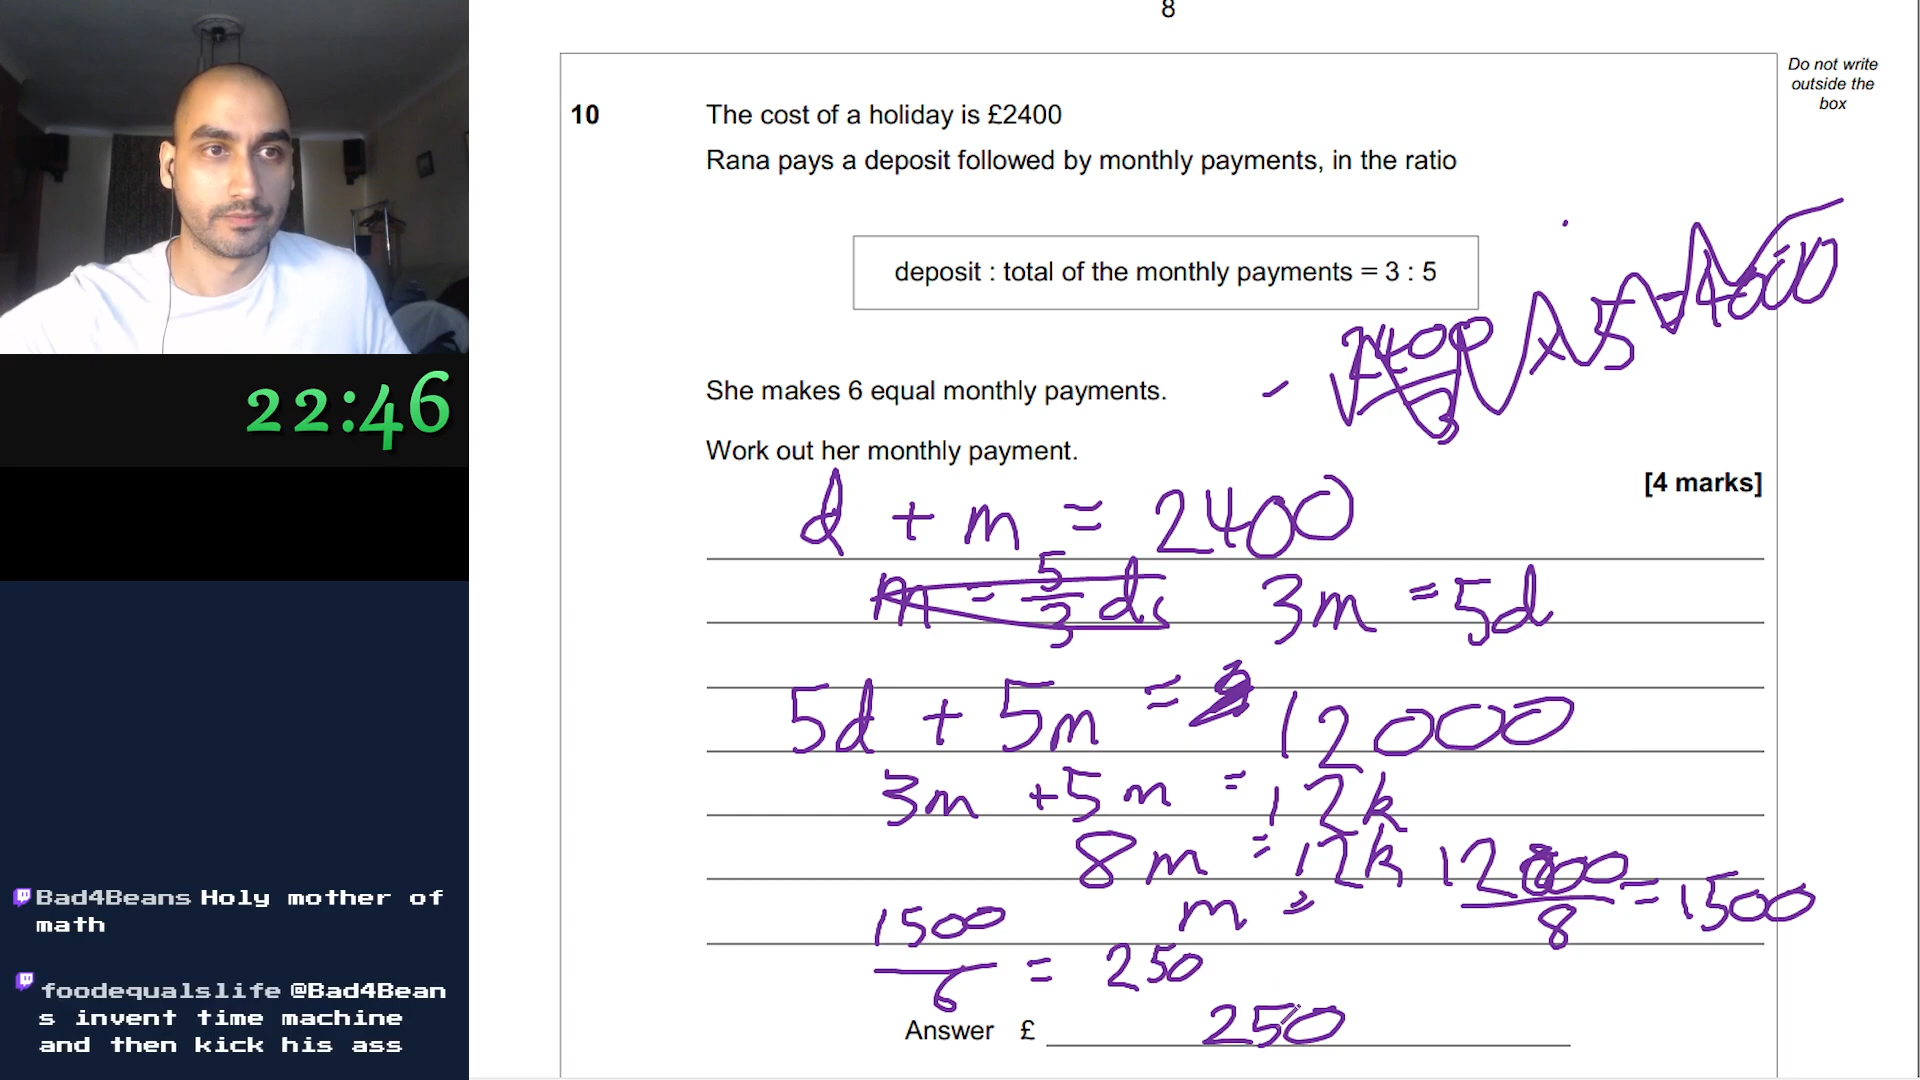 8
Do not write
outside the
box
10 The cost of a holiday is £2400
Rana pays a deposit followed by monthly payments, in the ratio
deposit : total of the monthly payments = 3 : 5
She makes 6 equal monthly payments.
Work out her monthly payment.
[4 marks]
d + m = 2400
3m = 5d
5d + 5m = 12000
3m + 5m = 12k
8m = 12k
m = 12000/8 = 1500
1500/6 = 250
Answer £ 250
22:46
Bad4Beans Holy mother of
math
foodequalslife @Bad4Bean
s invent time machine
and then kick his ass